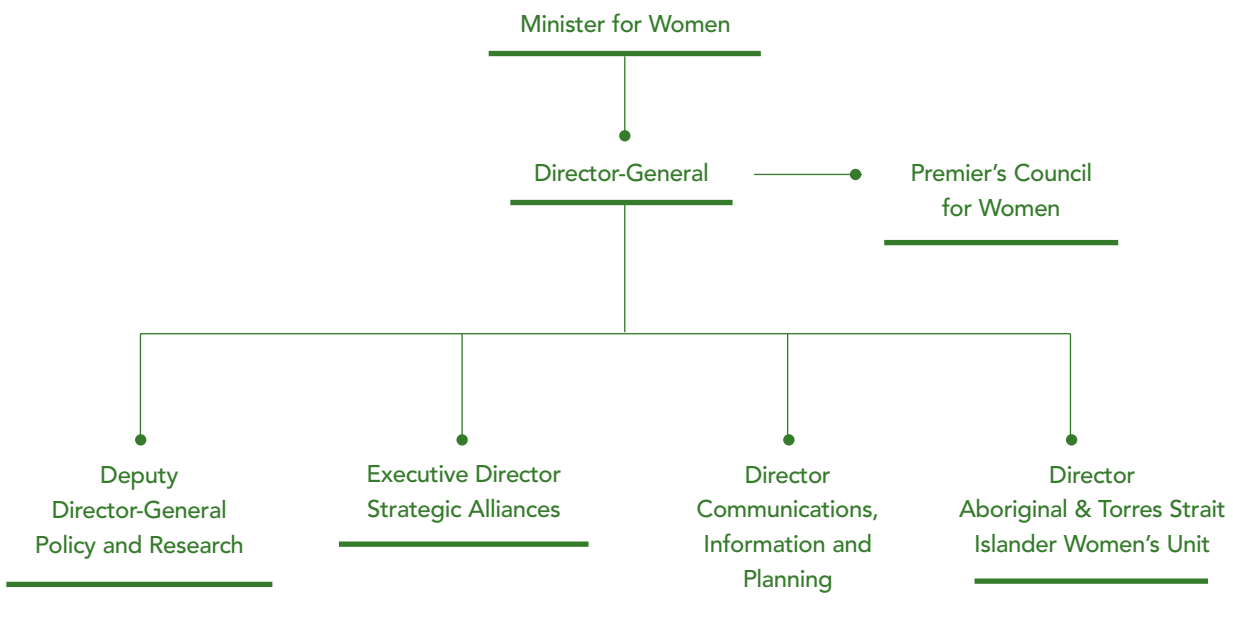 Minister for Women
Director-General
Premier’s Council
for Women
Deputy
Director-General
Policy and Research
Executive Director
Strategic Alliances
Director
Communications,
Information and
Planning
Director
Aboriginal & Torres Strait
Islander Women’s Unit